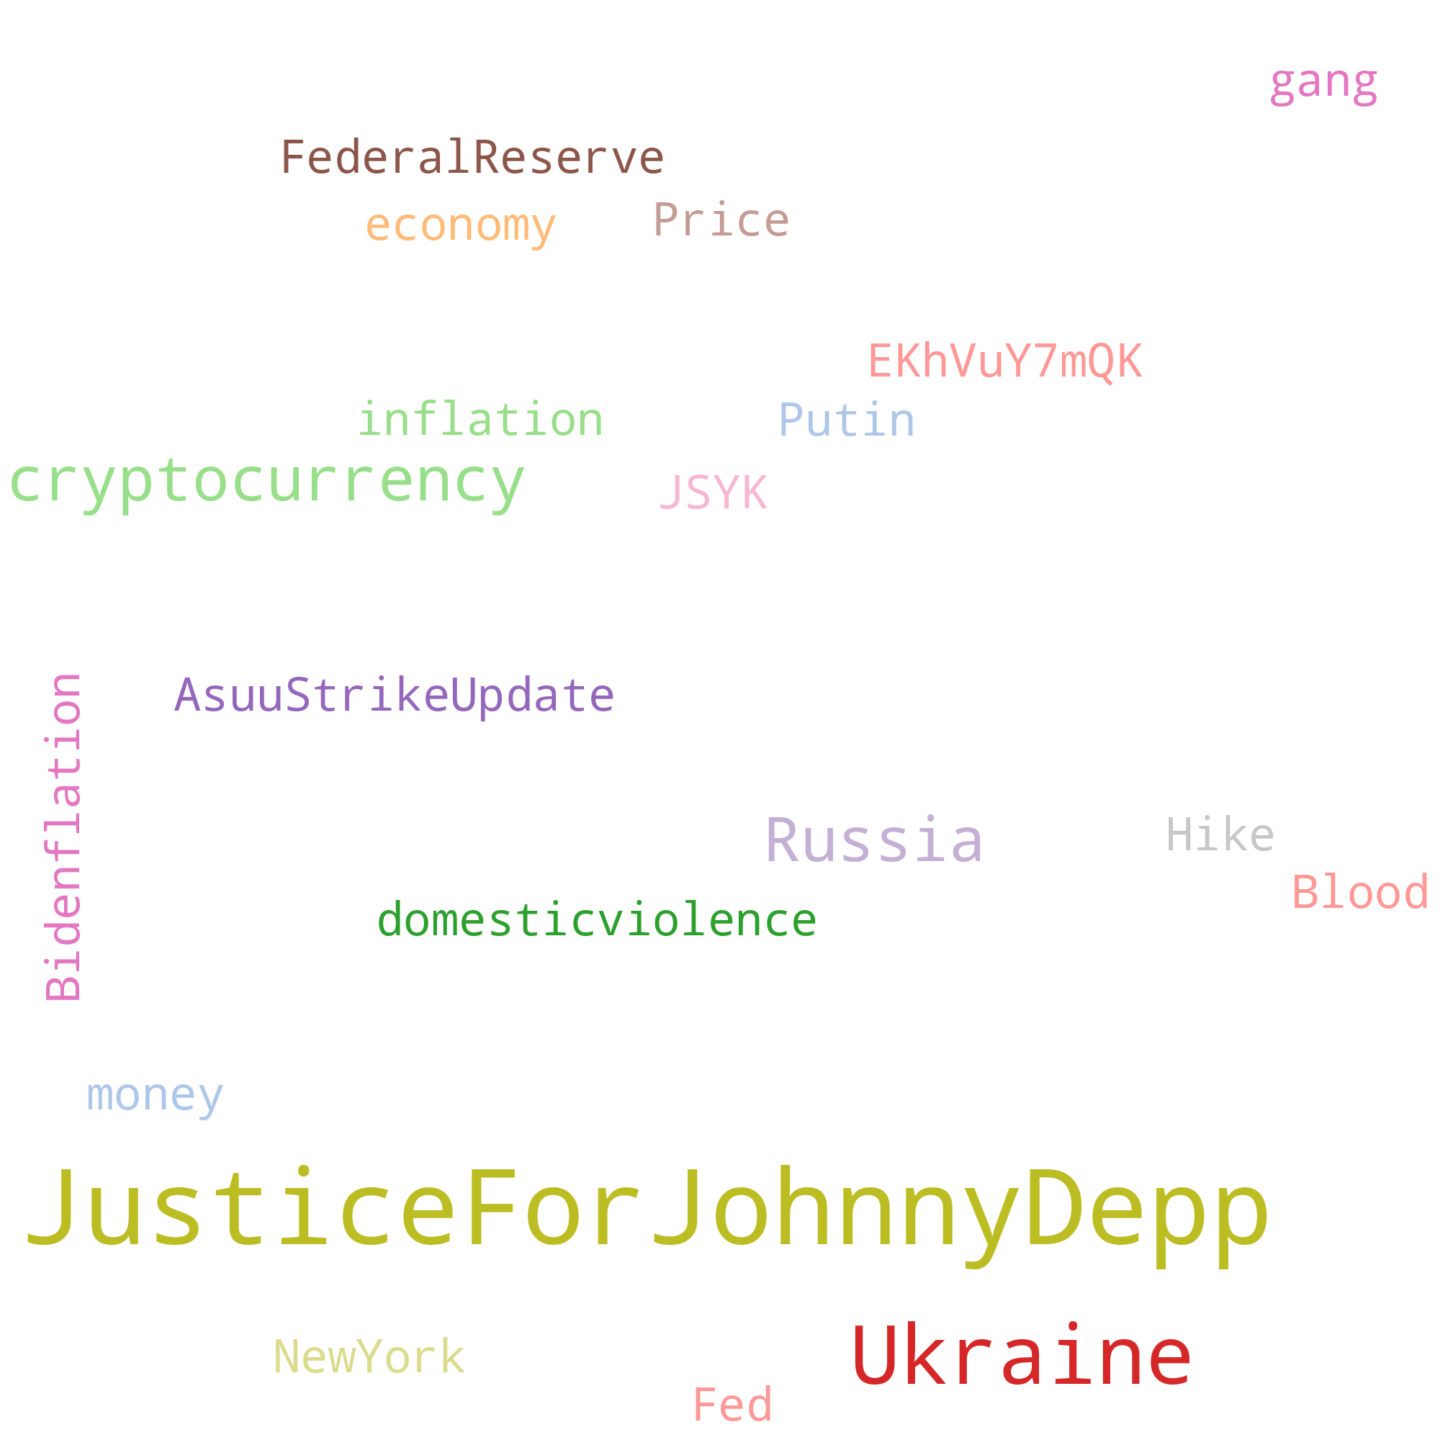 gang
FederalReserve
economy
Price
EKhVuY7mQK
inflation
Putin
cryptocurrency
JSYK
AsuuStrikeUpdate
Bidenflation
Russia
Hike
Blood
domesticviolence
money
JusticeForJohnnyDepp
NewYork
Ukraine
Fed